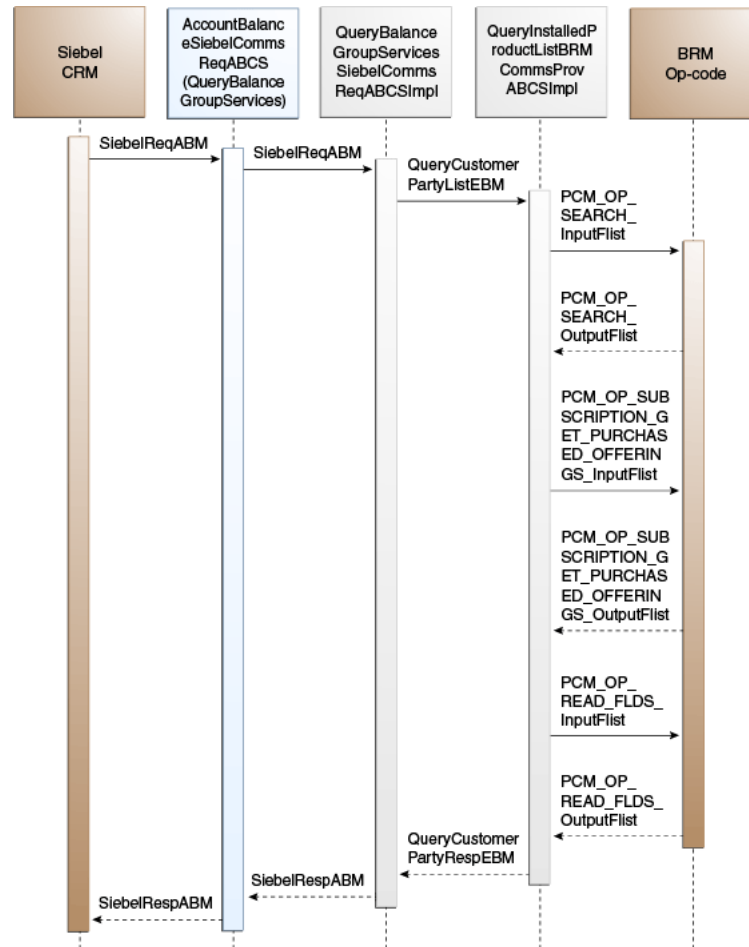 Siebel
CRM
AccountBalanc
eSiebelComms
ReqABCS
(QueryBalance
GroupServices)
QueryBalance
GroupServices
SiebelComms
ReqABCSImpl
QueryInstalledP
roductListBRM
CommsProv
ABCSImpl
BRM
Op-code
SiebelReqABM
SiebelReqABM
QueryCustomer
PartyListEBM
PCM_OP_
SEARCH_
InputFlist
PCM_OP_
SEARCH_
OutputFlist
PCM_OP_SUB
SCRIPTION_G
ET_PURCHAS
ED_OFFERIN
GS_InputFlist
PCM_OP_SUB
SCRIPTION_G
ET_PURCHAS
ED_OFFERIN
GS_OutputFlist
PCM_OP_
READ_FLDS_
InputFlist
PCM_OP_
READ_FLDS_
OutputFlist
QueryCustomer
PartyRespEBM
SiebelRespABM
SiebelRespABM